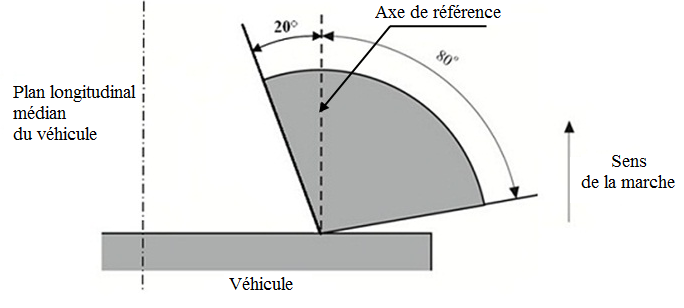 Axe de référence
20°
80°
Plan longitudinal
médian
du véhicule
Sens
de la marche
Véhicule